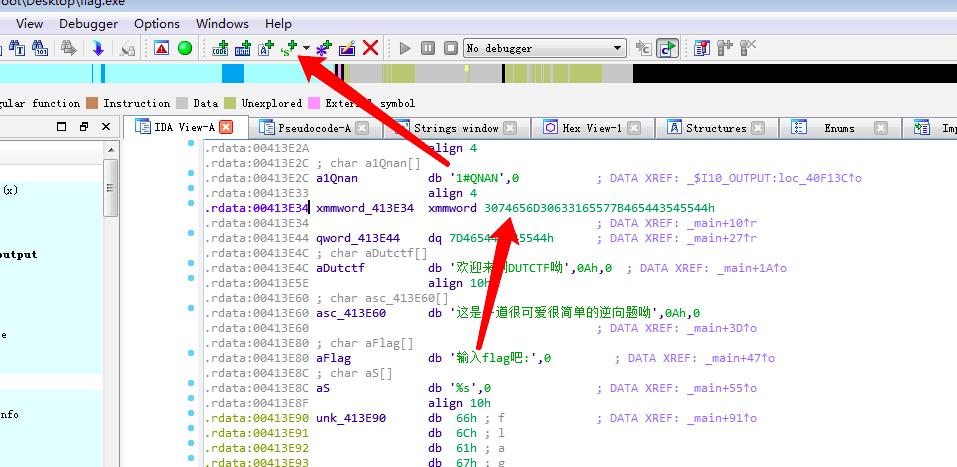 oot\Desktop\flag.exe
View Debugger Options Windows Help
No debugger
gular function Instruction Data Unexplored External symbol
IDA View-A Pseudocode-A Strings window Hex View-1 Structures Enums Imp
.rdata:00413E2A align 4
.rdata:00413E2C ; char a1Qnan[]
.rdata:00413E2C a1Qnan db '1#QNAN',0 ; DATA XREF: _$I10_OUTPUT:loc_40F13C↑o
.rdata:00413E33 align 4
.rdata:00413E34 xmmword_413E34 xmmword 3074656D30633165577B465443545544h
.rdata:00413E34 ; DATA XREF: _main+10↑r
.rdata:00413E44 qword_413E44 dq 7D465443545544h ; DATA XREF: _main+27↑r
.rdata:00413E4C ; char aDutctf[]
.rdata:00413E4C aDutctf db '欢迎来到DUTCTF呦',0Ah,0 ; DATA XREF: _main+1A↑o
.rdata:00413E5E align 10h
.rdata:00413E60 ; char asc_413E60[]
.rdata:00413E60 asc_413E60 db '这是一道很可爱很简单的逆向题呦',0Ah,0
.rdata:00413E60 ; DATA XREF: _main+3D↑o
.rdata:00413E80 ; char aFlag[]
.rdata:00413E80 aFlag db '输入flag吧:',0 ; DATA XREF: _main+47↑o
.rdata:00413E8C ; char aS[]
.rdata:00413E8C aS db '%s',0 ; DATA XREF: _main+55↑o
.rdata:00413E8F align 10h
.rdata:00413E90 unk_413E90 db 66h ; f ; DATA XREF: _main+91↑o
.rdata:00413E91 db 6Ch ; l
.rdata:00413E92 db 61h ; a
.rdata:00413E93 db 67h ; g
(x)
output
e
nfo